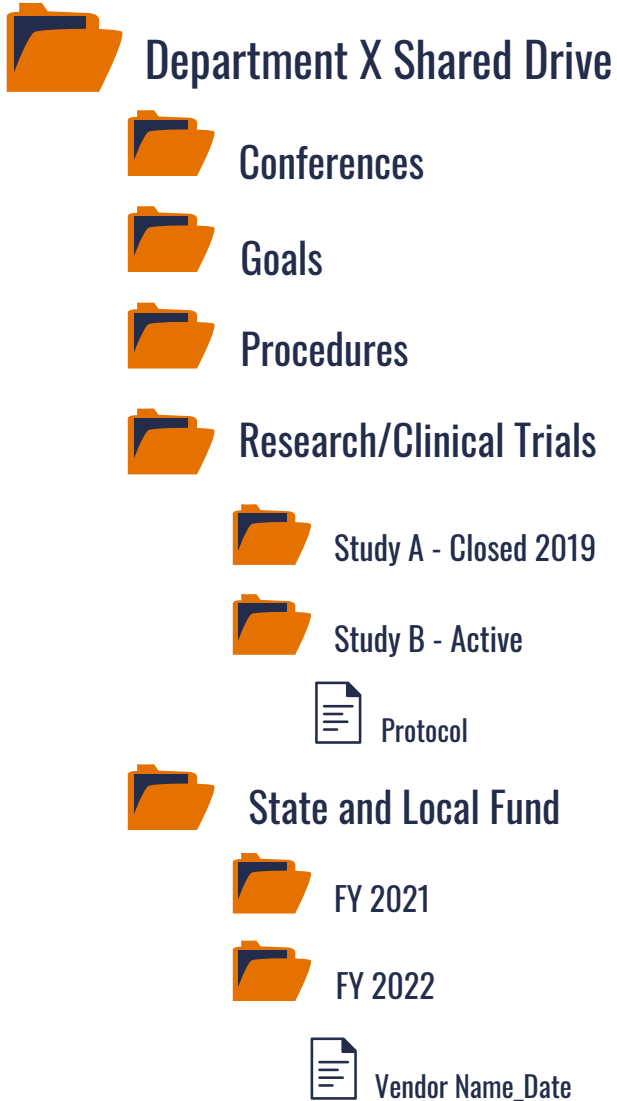 Department X Shared Drive
Conferences
Goals
Procedures
Research/Clinical Trials
Study A - Closed 2019
Study B - Active
Protocol
State and Local Fund
FY 2021
FY 2022
Vendor Name_Date